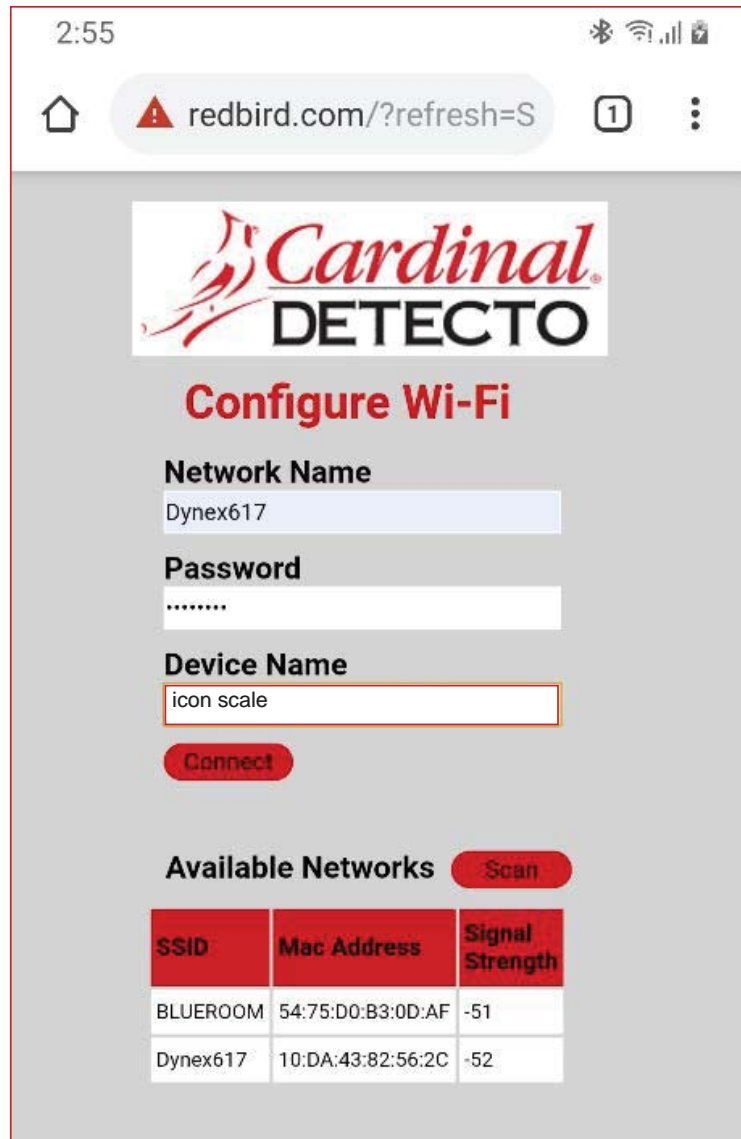 2:55
redbird.com/?refresh=S
1
Cardinal®
DETECTO
Configure Wi-Fi
Network Name
Dynex617
Password
••••••••
Device Name
icon scale
Connect
Available Networks Scan
SSID Mac Address Signal Strength
BLUEROOM 54:75:D0:B3:0D:AF -51
Dynex617 10:DA:43:82:56:2C -52